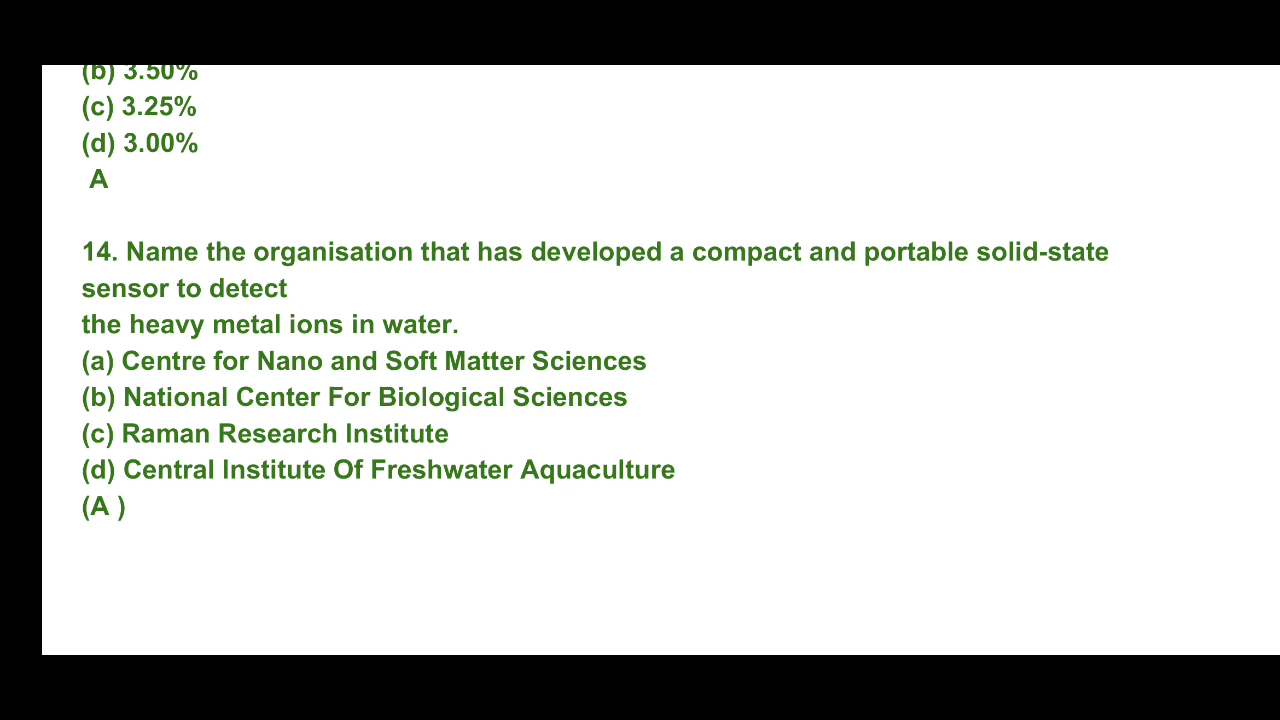 (b) 3.50%
(c) 3.25%
(d) 3.00%
A
14. Name the organisation that has developed a compact and portable solid-state
sensor to detect
the heavy metal ions in water.
(a) Centre for Nano and Soft Matter Sciences
(b) National Center For Biological Sciences
(c) Raman Research Institute
(d) Central Institute Of Freshwater Aquaculture
(A )